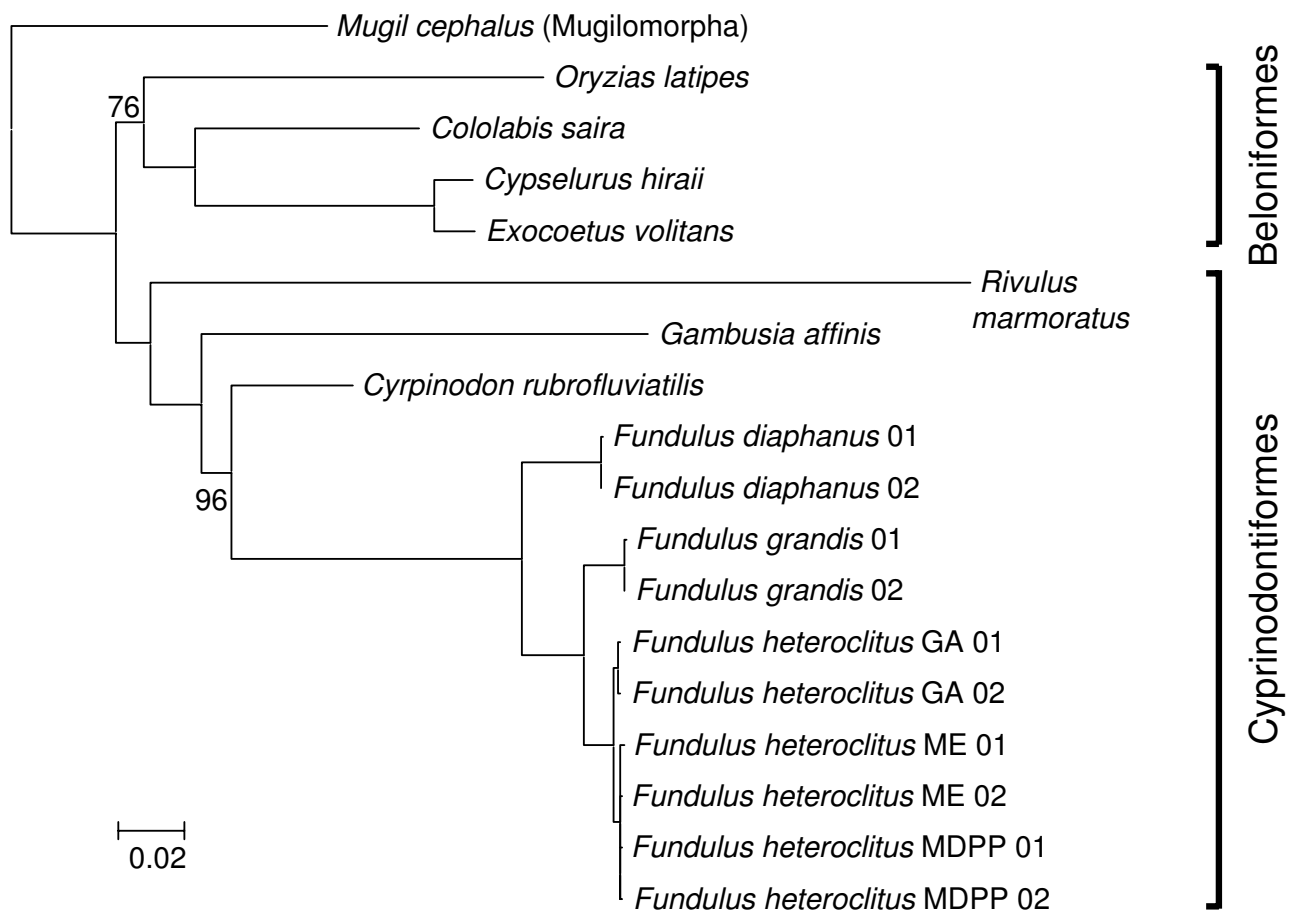 Mugil cephalus (Mugilomorpha)
Oryzias latipes
76
Cololabis saira
Cypselurus hiraii
Exocoetus volitans
Beloniformes
Rivulus
marmoratus
Gambusia affinis
Cyrpinodon rubrofluviatilis
Fundulus diaphanus 01
Fundulus diaphanus 02
96
Fundulus grandis 01
Fundulus grandis 02
Fundulus heteroclitus GA 01
Fundulus heteroclitus GA 02
Fundulus heteroclitus ME 01
Fundulus heteroclitus ME 02
Fundulus heteroclitus MDPP 01
Fundulus heteroclitus MDPP 02
Cyprinodontiformes
0.02